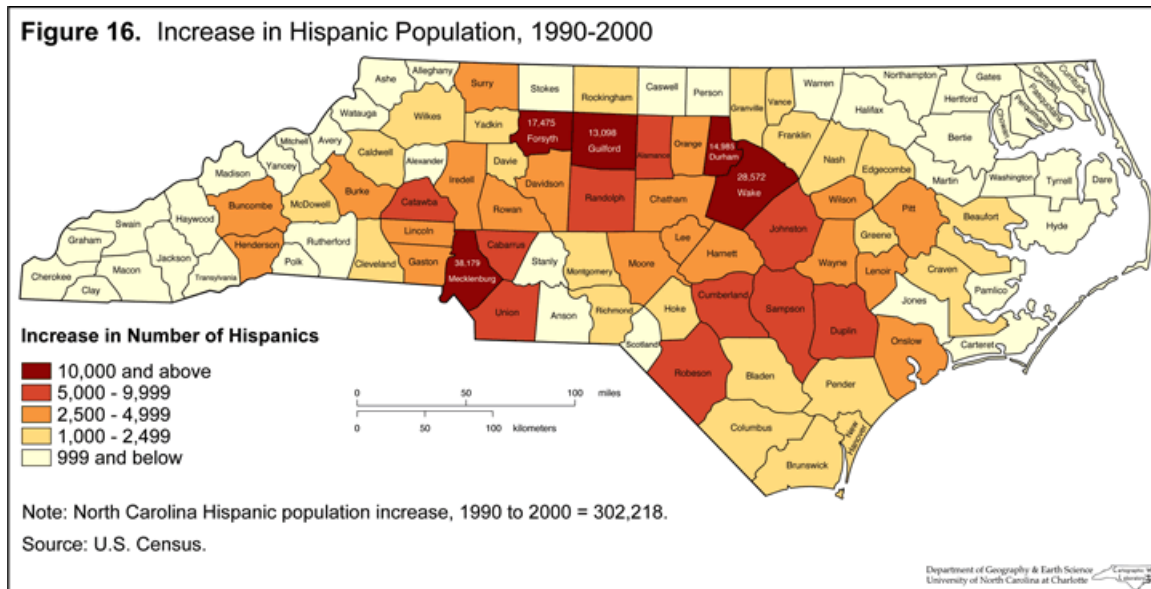 Figure 16. Increase in Hispanic Population, 1990-2000
Ashe
Alleghany
Surry
Stokes
Rockingham
Caswell
Person
Granville
Vance
Warren
Northampton
Gates
Camden
Currituck
Pasquotank
Perquimans
Chowan
Hertford
Halifax
Watauga
Wilkes
Yadkin
17,475
Forsyth
13,098
Guilford
Alamance
Orange
14,985
Durham
Franklin
Bertie
Mitchell
Avery
Yancey
Caldwell
Alexander
Davie
Iredell
Davidson
28,572
Wake
Nash
Edgecombe
Martin
Washington
Tyrrell
Dare
Madison
Burke
McDowell
Catawba
Rowan
Randolph
Chatham
Wilson
Pitt
Beaufort
Hyde
Swain
Haywood
Buncombe
Graham
Henderson
Rutherford
Lincoln
Cabarrus
Lee
Johnston
Greene
Jackson
Polk
Cleveland
Gaston
38,179
Mecklenburg
Stanly
Montgomery
Moore
Harnett
Wayne
Lenoir
Craven
Cherokee
Macon
Clay
Transylvania
Pamlico
Union
Anson
Richmond
Hoke
Cumberland
Sampson
Duplin
Jones
Carteret
Scotland
Onslow
Robeson
Bladen
Pender
Columbus
New
Hanover
Brunswick
Increase in Number of Hispanics
10,000 and above
5,000 - 9,999
2,500 - 4,999
1,000 - 2,499
999 and below
0 50 100 miles
0 50 100 kilometers
Note: North Carolina Hispanic population increase, 1990 to 2000 = 302,218.
Source: U.S. Census.
Department of Geography & Earth Science
University of North Carolina at Charlotte